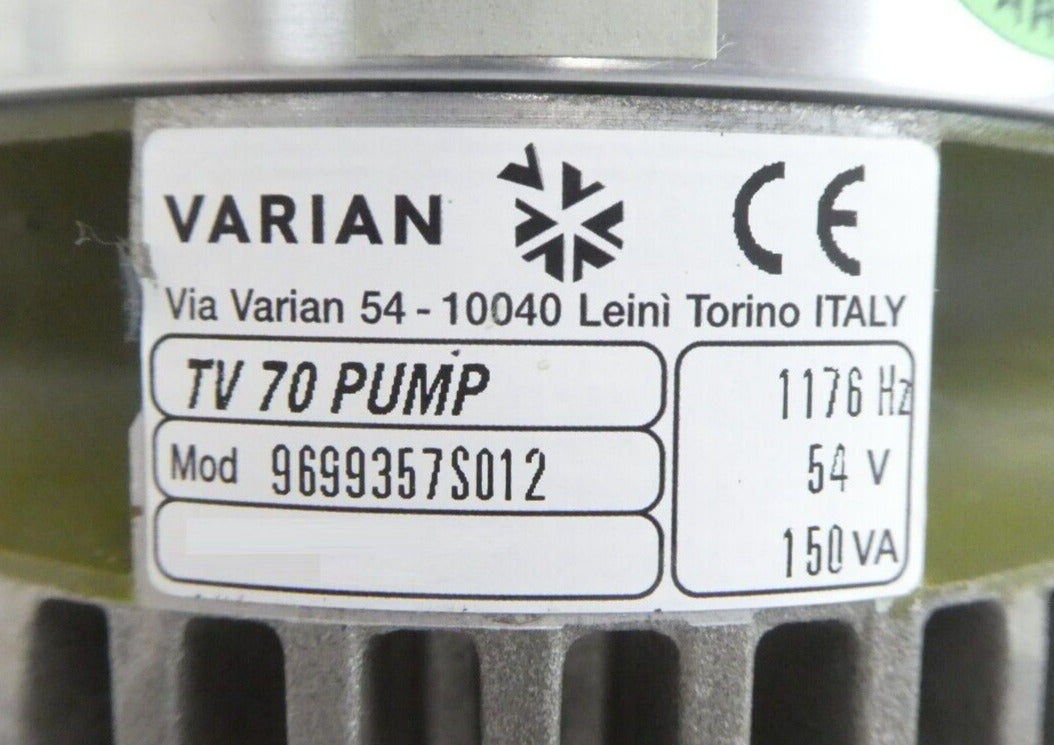 VARIAN
CE
Via Varian 54 - 10040 Leinì Torino ITALY
TV 70 PUMP
Mod 9699357S012
1176 Hz
54 V
150 VA